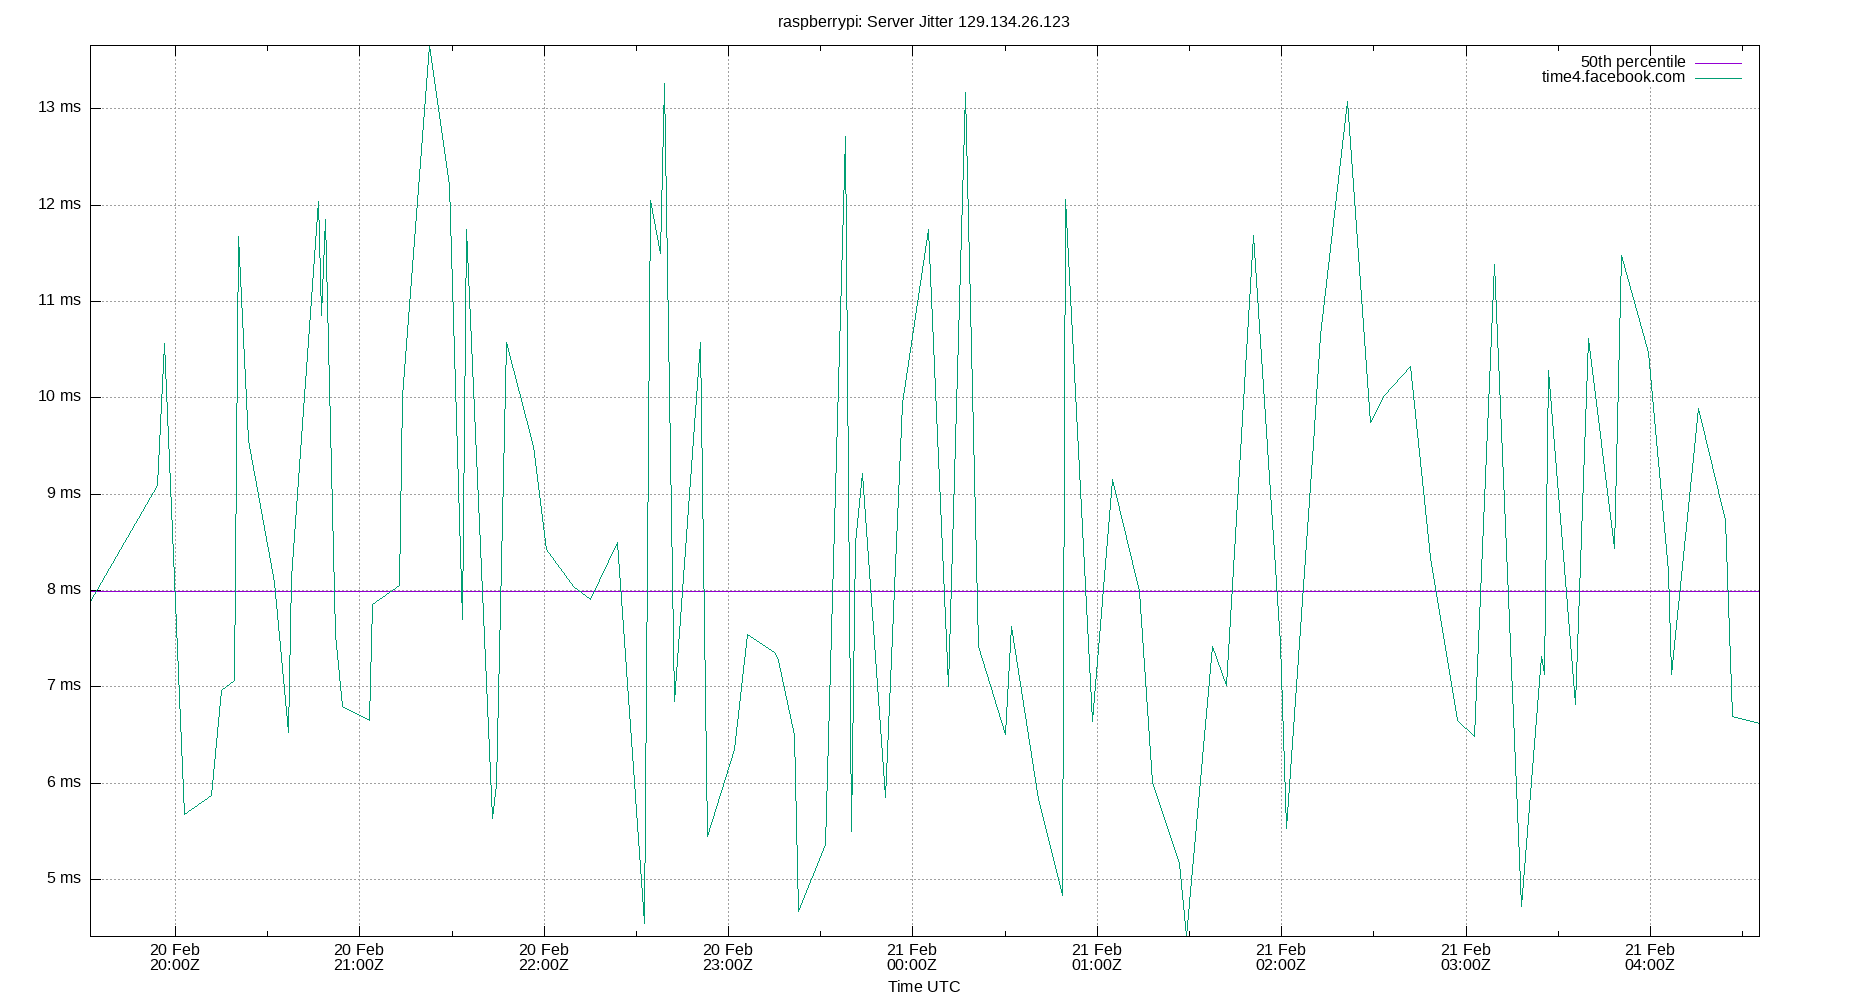 raspberrypi: Server Jitter 129.134.26.123
50th percentile
time4.facebook.com
13 ms
12 ms
11 ms
10 ms
9 ms
8 ms
7 ms
6 ms
5 ms
20 Feb 20 Feb 20 Feb 20 Feb 21 Feb 21 Feb 21 Feb 21 Feb 21 Feb
20:00Z 21:00Z 22:00Z 23:00Z 00:00Z 01:00Z 02:00Z 03:00Z 04:00Z
Time UTC